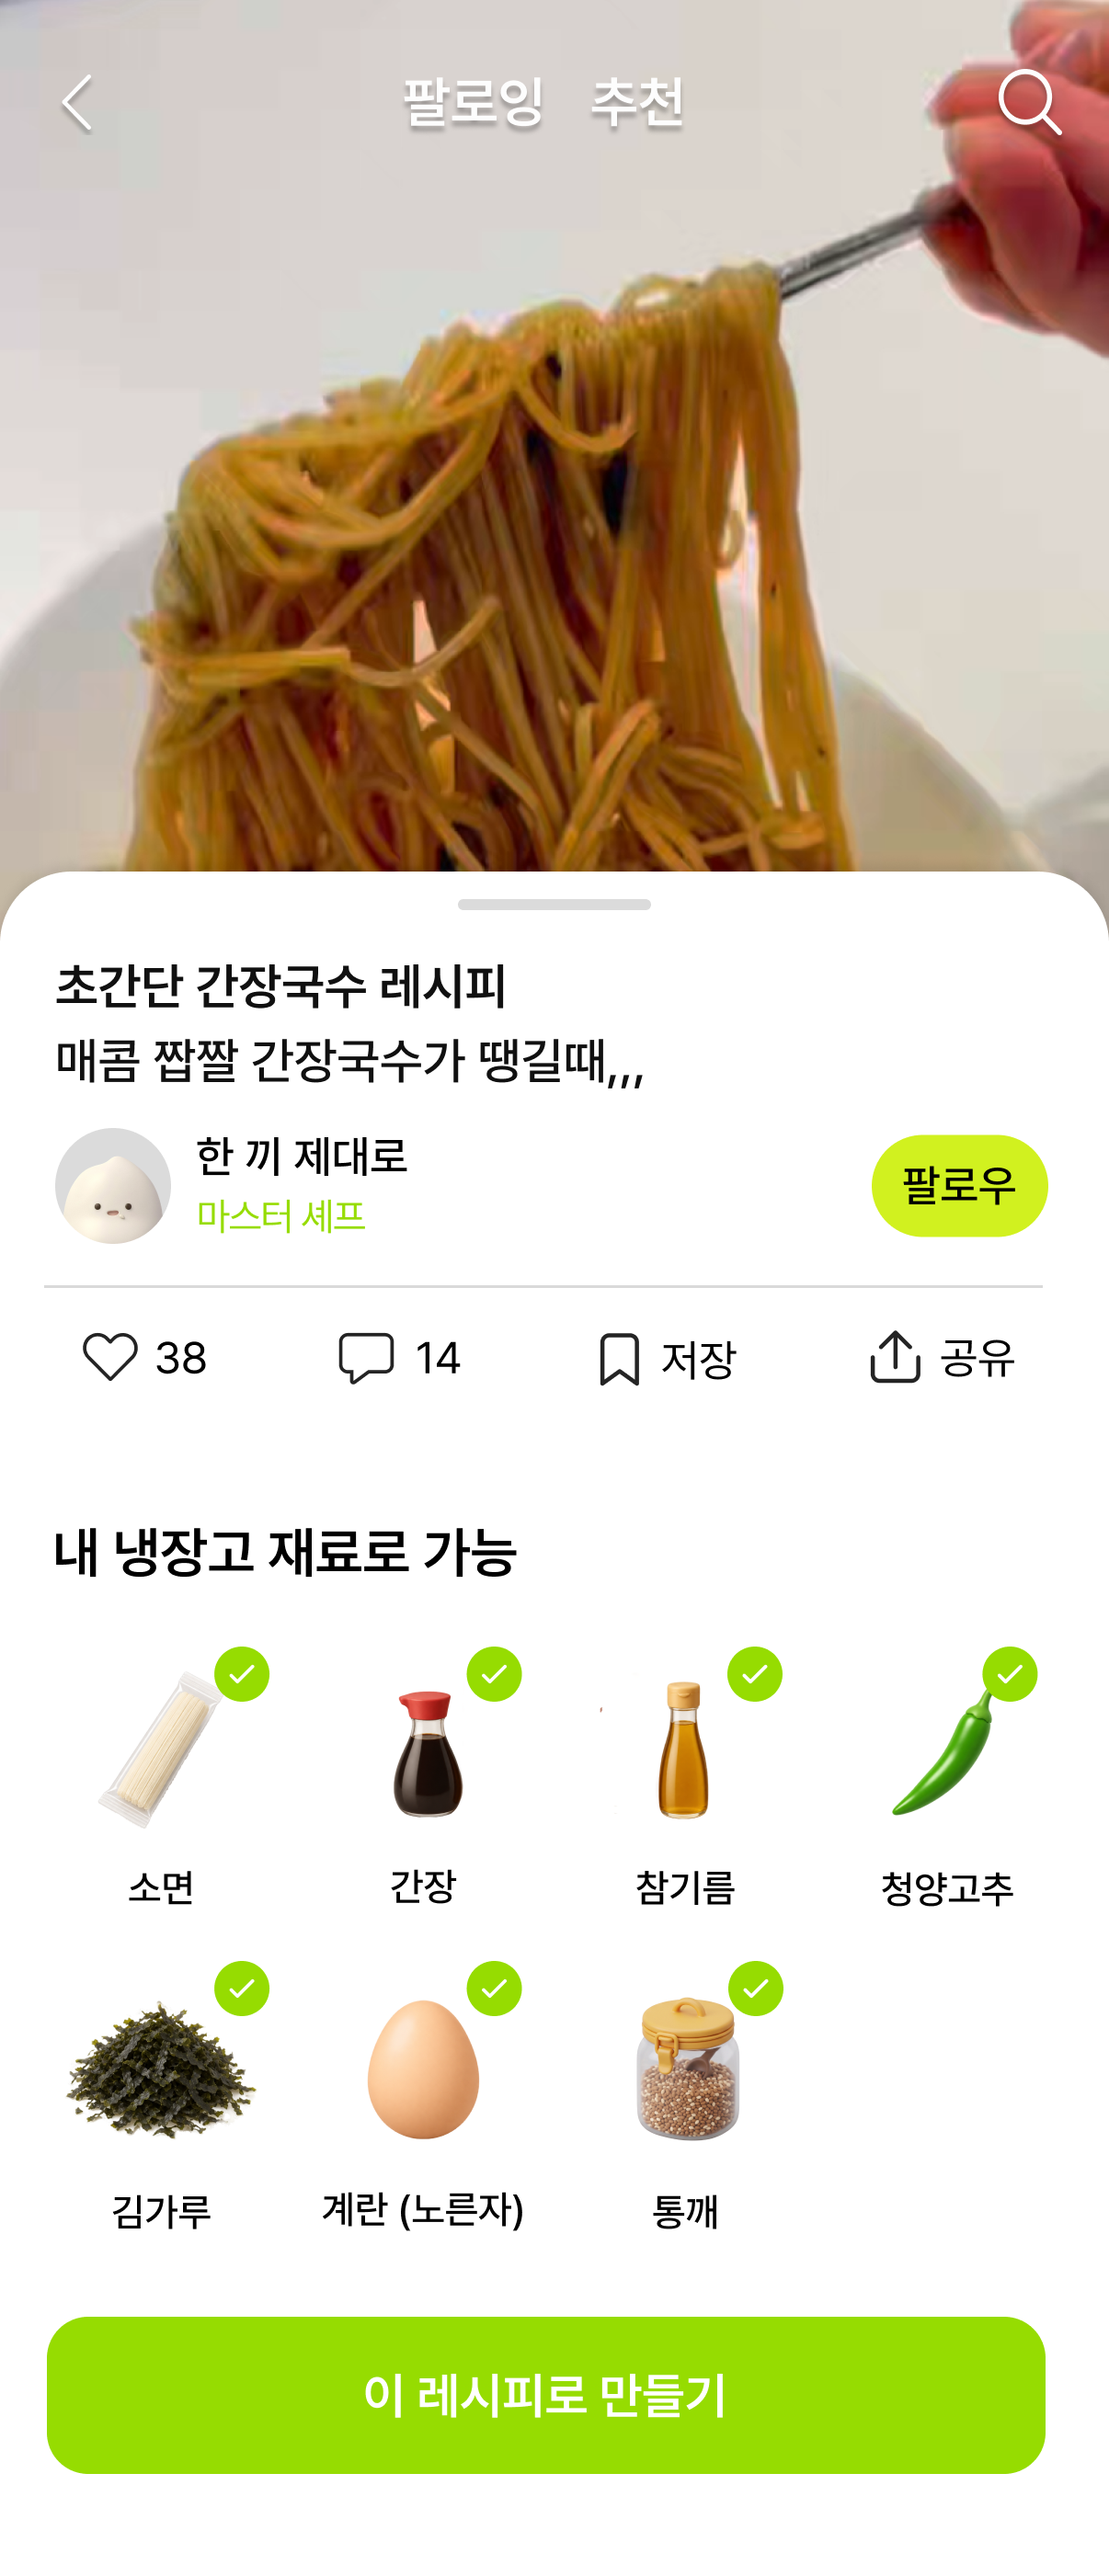 팔로잉 추천
초간단 간장국수 레시피
매콤 짭짤 간장국수가 땡길때,,,
한 끼 제대로
마스터 셰프
팔로우
38 14 저장 공유
내 냉장고 재료로 가능
소면 간장 참기름 청양고추
김가루 계란 (노른자) 통깨
이 레시피로 만들기